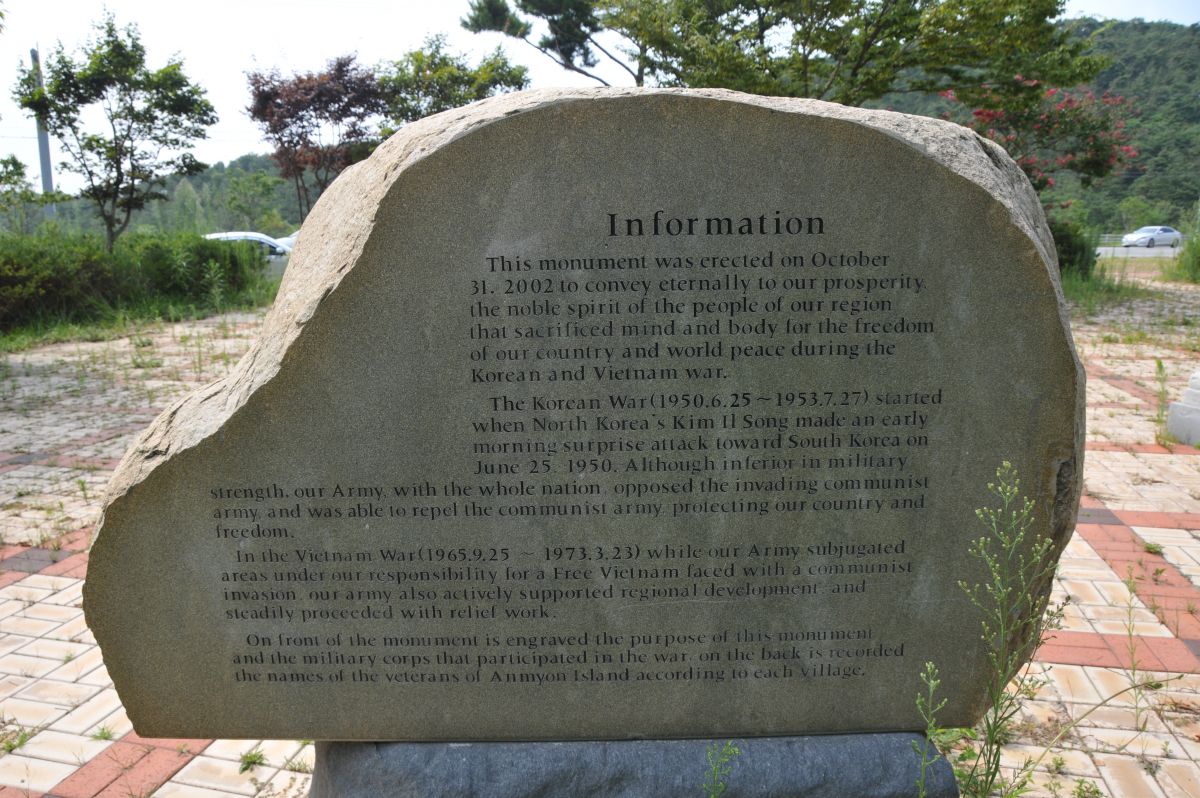 Information
This monument was erected on October
31. 2002 to convey eternally to our prosperity,
the noble spirit of the people of our region
that sacrificed mind and body for the freedom
of our country and world peace during the
Korean and Vietnam war.
The Korean War(1950.6.25 ~ 1953.7.27) started
when North Korea's Kim Il Song made an early
morning surprise attack toward South Korea on
June 25, 1950. Although inferior in military
strength, our Army, with the whole nation, opposed the invading communist
army, and was able to repel the communist army, protecting our country and
freedom.
In the Vietnam War(1965.9.25 ~ 1973.3.23) while our Army subjugated
areas under our responsibility for a Free Vietnam faced with a communist
invasion, our army also actively supported regional development, and
steadily proceeded with relief work.
On front of the monument is engraved the purpose of this monument
and the military corps that participated in the war, on the back is recorded
the names of the veterans of Anmyon Island according to each village.